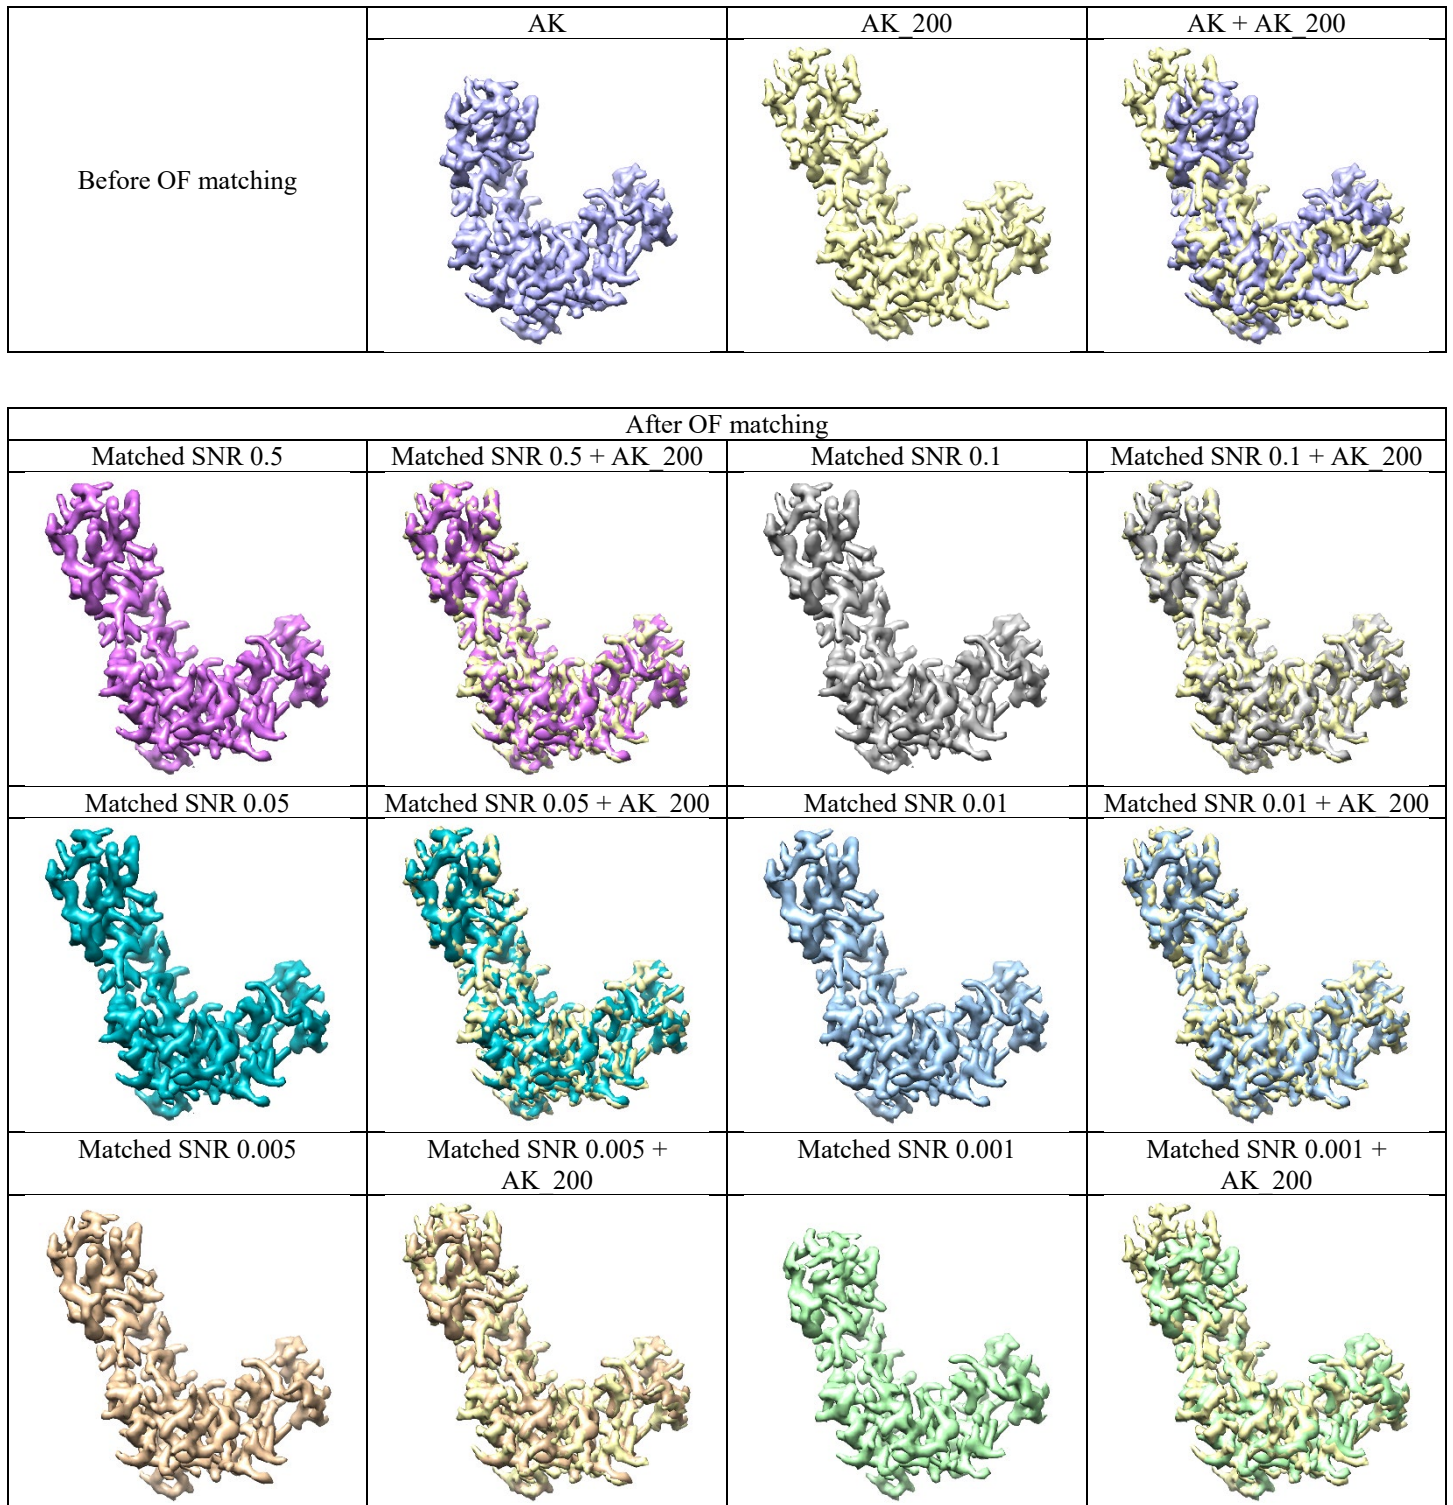 AK
AK_200
AK + AK_200
Before OF matching
After OF matching
Matched SNR 0.5
Matched SNR 0.5 + AK_200
Matched SNR 0.1
Matched SNR 0.1 + AK_200
Matched SNR 0.05
Matched SNR 0.05 + AK_200
Matched SNR 0.01
Matched SNR 0.01 + AK_200
Matched SNR 0.005
Matched SNR 0.005 +
AK_200
Matched SNR 0.001
Matched SNR 0.001 +
AK_200